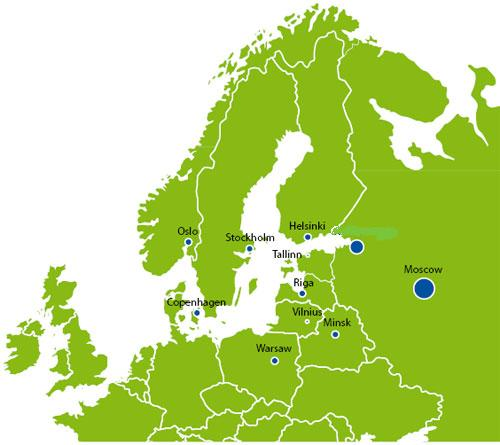 Oslo
Stockholm
Helsinki
Tallinn
Moscow
Riga
Copenhagen
Vilnius
Minsk
Warsaw